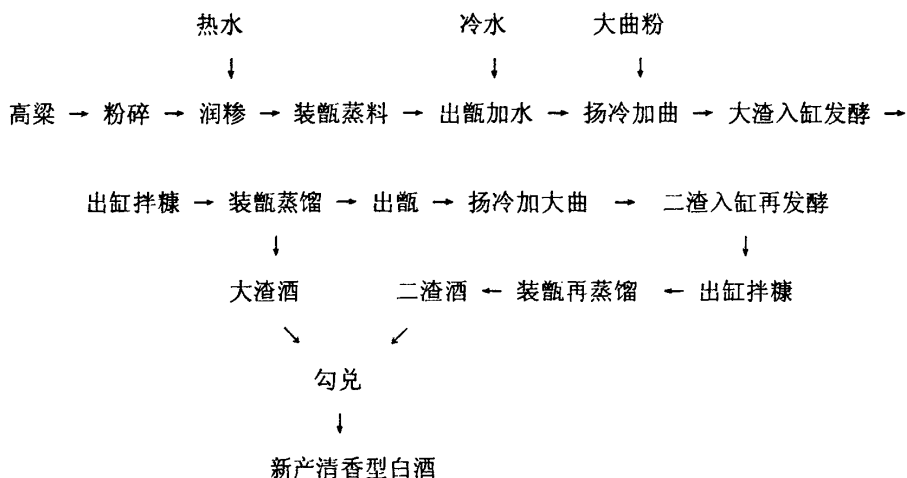 热水 冷水 大曲粉
↓ ↓ ↓
高粱 → 粉碎 → 润糁 → 装甑蒸料 → 出甑加水 → 扬冷加曲 → 大渣入缸发酵 →
出缸拌糠 → 装甑蒸馏 → 出甑 → 扬冷加大曲 → 二渣入缸再发酵
↓ ↓
大渣酒 二渣酒 ← 装甑再蒸馏 ← 出缸拌糠
↘ ↙
勾兑
↓
新产清香型白酒